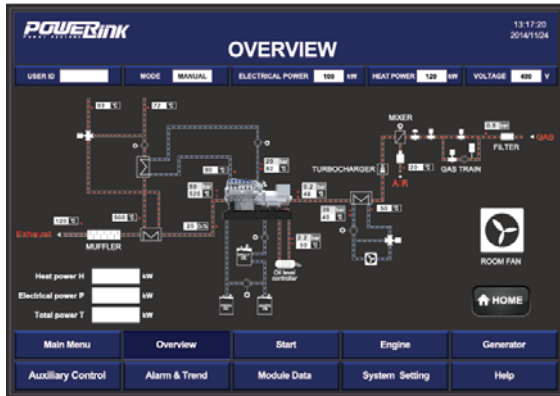 POWERlink
13:17:20
2014/11/24
OVERVIEW
USER ID
MODE MANUAL
ELECTRICAL POWER 100 KW
HEAT POWER 120 KW
VOLTAGE 400 V
MIXER
GAS
FILTER
TURBOCHARGER
GAS TRAIN
AIR
Exhaust
MUFFLER
120 ℃
500 ℃
Oil level
controller
ROOM FAN
Heat power H kW
Electrical power P kW
Total power T kW
HOME
Main Menu
Overview
Start
Engine
Generator
Auxiliary Control
Alarm & Trend
Module Data
System Setting
Help